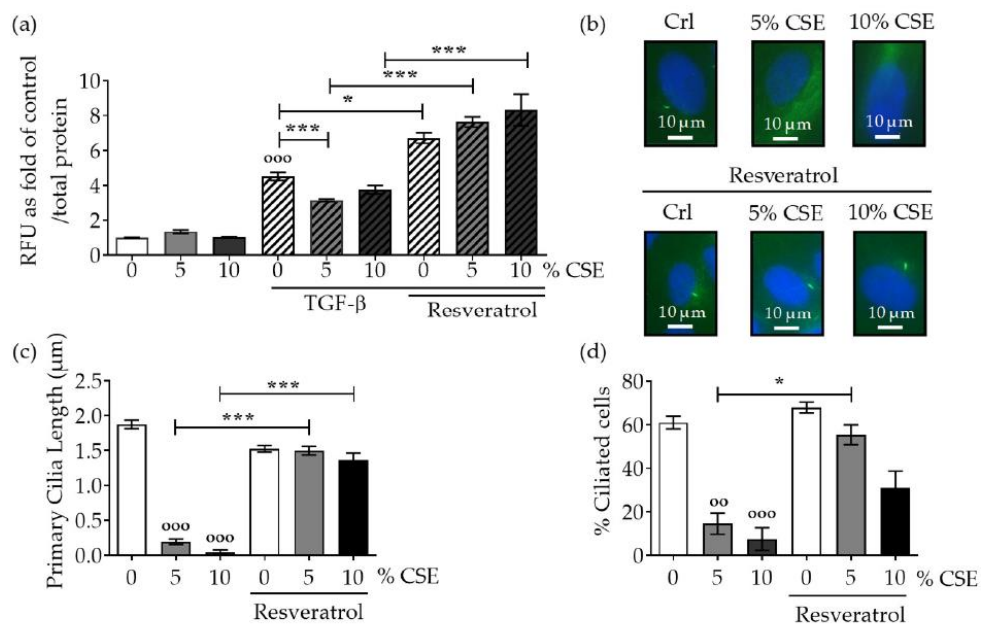 (a)
RFU as fold of control
/total protein
10
8
6
4
2
0
ooo
***
*
***
***
0 5 10 0 5 10 0 5 10 % CSE
TGF-β
Resveratrol
(b)
Crl 5% CSE 10% CSE
10 μm 10 μm 10 μm
Resveratrol
Crl 5% CSE 10% CSE
10 μm 10 μm 10 μm
(c)
Primary Cilia Length (μm)
2.5
2.0
1.5
1.0
0.5
0.0
***
***
ooo ooo
0 5 10 0 5 10 % CSE
Resveratrol
(d)
% Ciliated cells
80
60
40
20
0
*
oo ooo
0 5 10 0 5 10 % CSE
Resveratrol